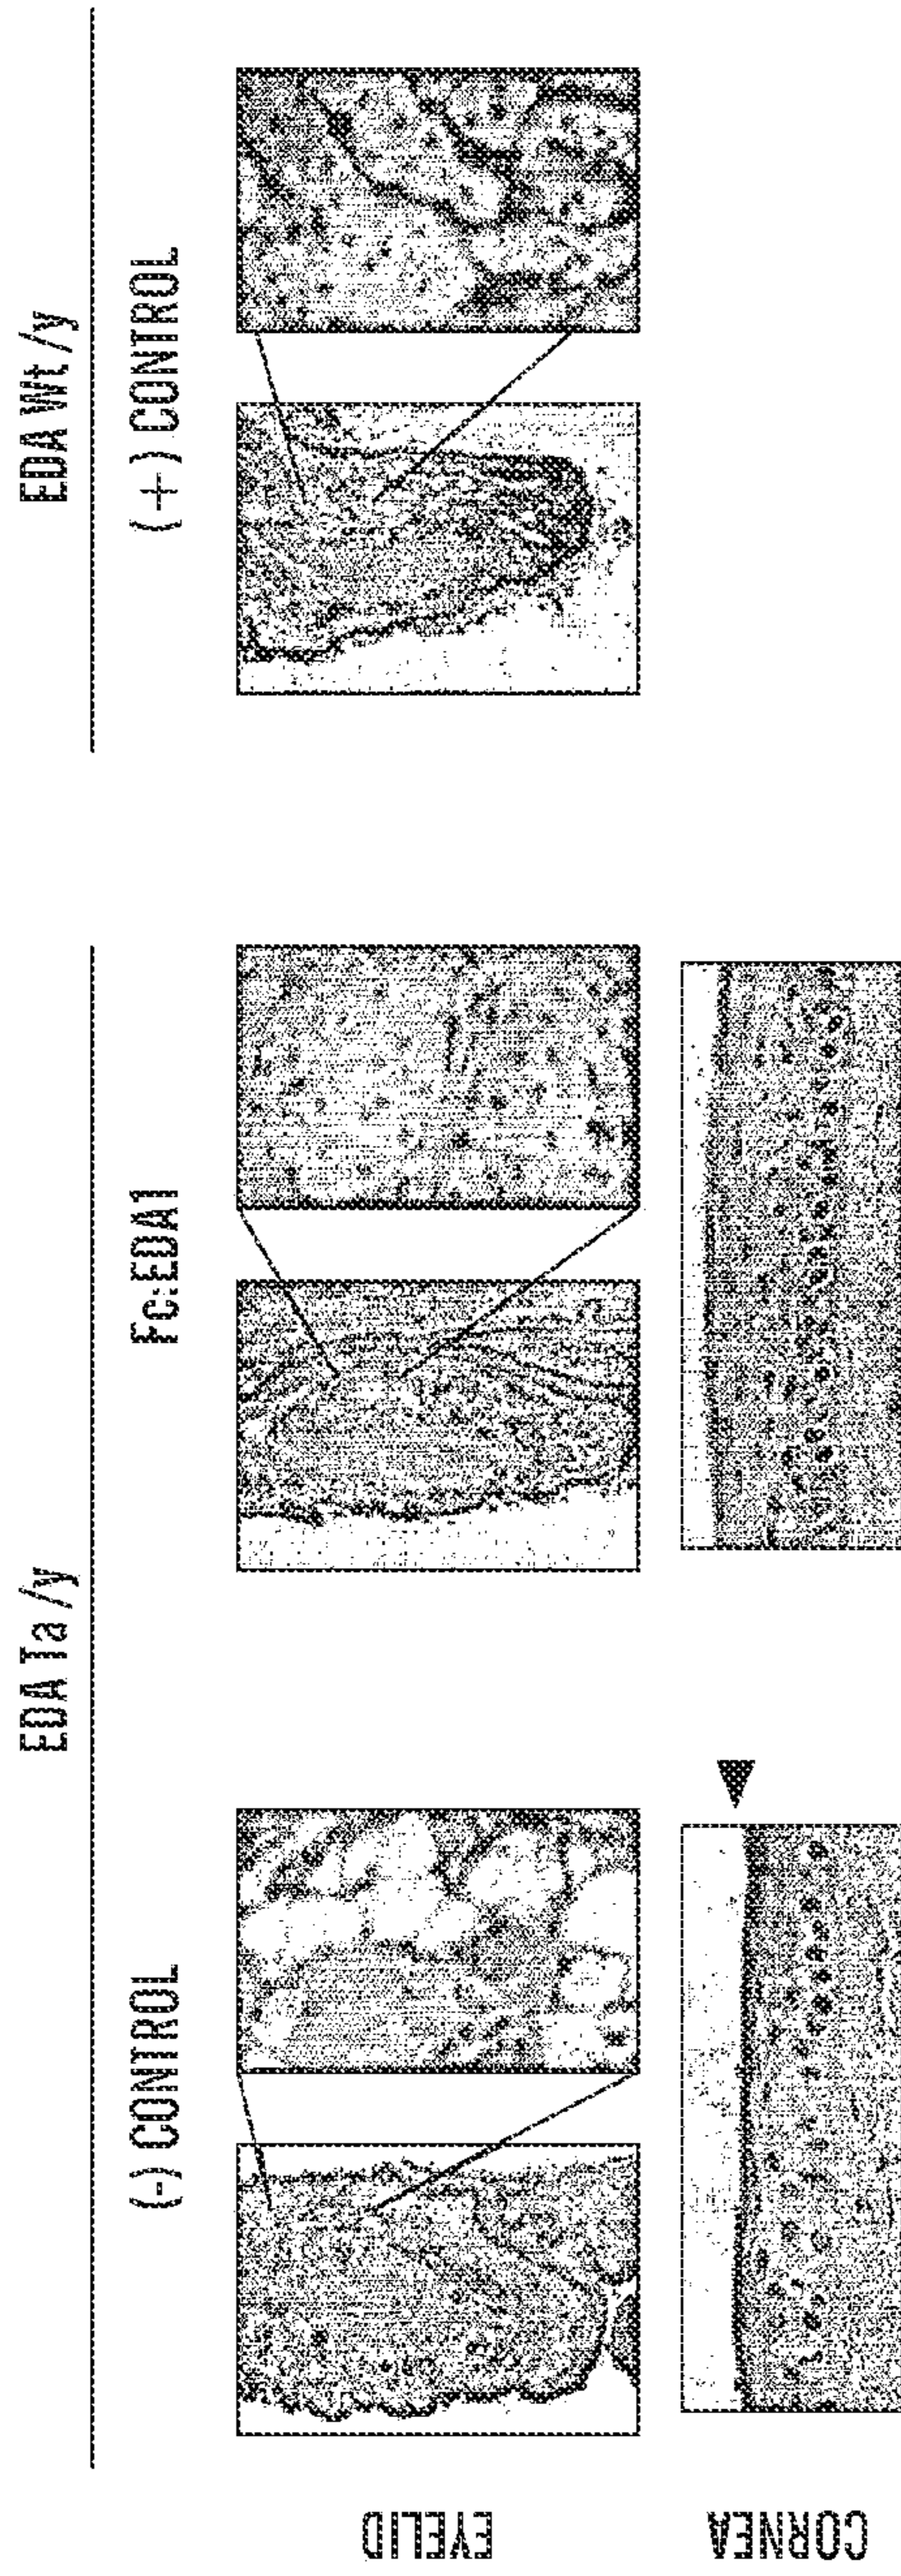 EDA Ta /y
EDA Wt /y
(-) CONTROL
Fc:EDA1
(+) CONTROL
EYELID
CORNEA